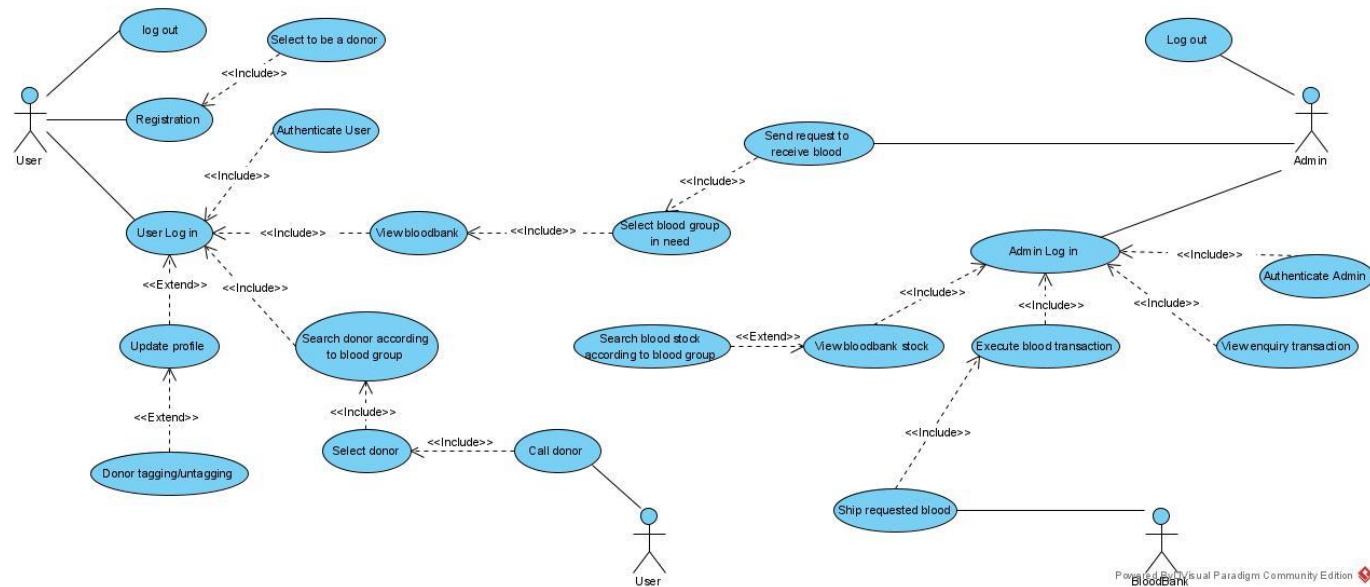 log out
Select to be a donor
Log out
<<Include>>
Registration
Authenticate User
Send request to
receive blood
User
Admin
<<Include>>
<<Include>>
User Log in
<<Include>>
View bloodbank
<<Include>>
Select blood group
in need
Admin Log in
<<Include>>
Authenticate Admin
<<Extend>>
<<Include>>
<<Include>>
<<Include>>
<<Include>>
Update profile
Search donor according
to blood group
Search blood stock
according to blood group
<<Extend>>
View bloodbank stock
Execute blood transaction
View enquiry transaction
<<Extend>>
<<Include>>
<<Include>>
Select donor
<<Include>>
Call donor
Donor tagging/untagging
Ship requested blood
User
BloodBank
Powered By Visual Paradigm Community Edition